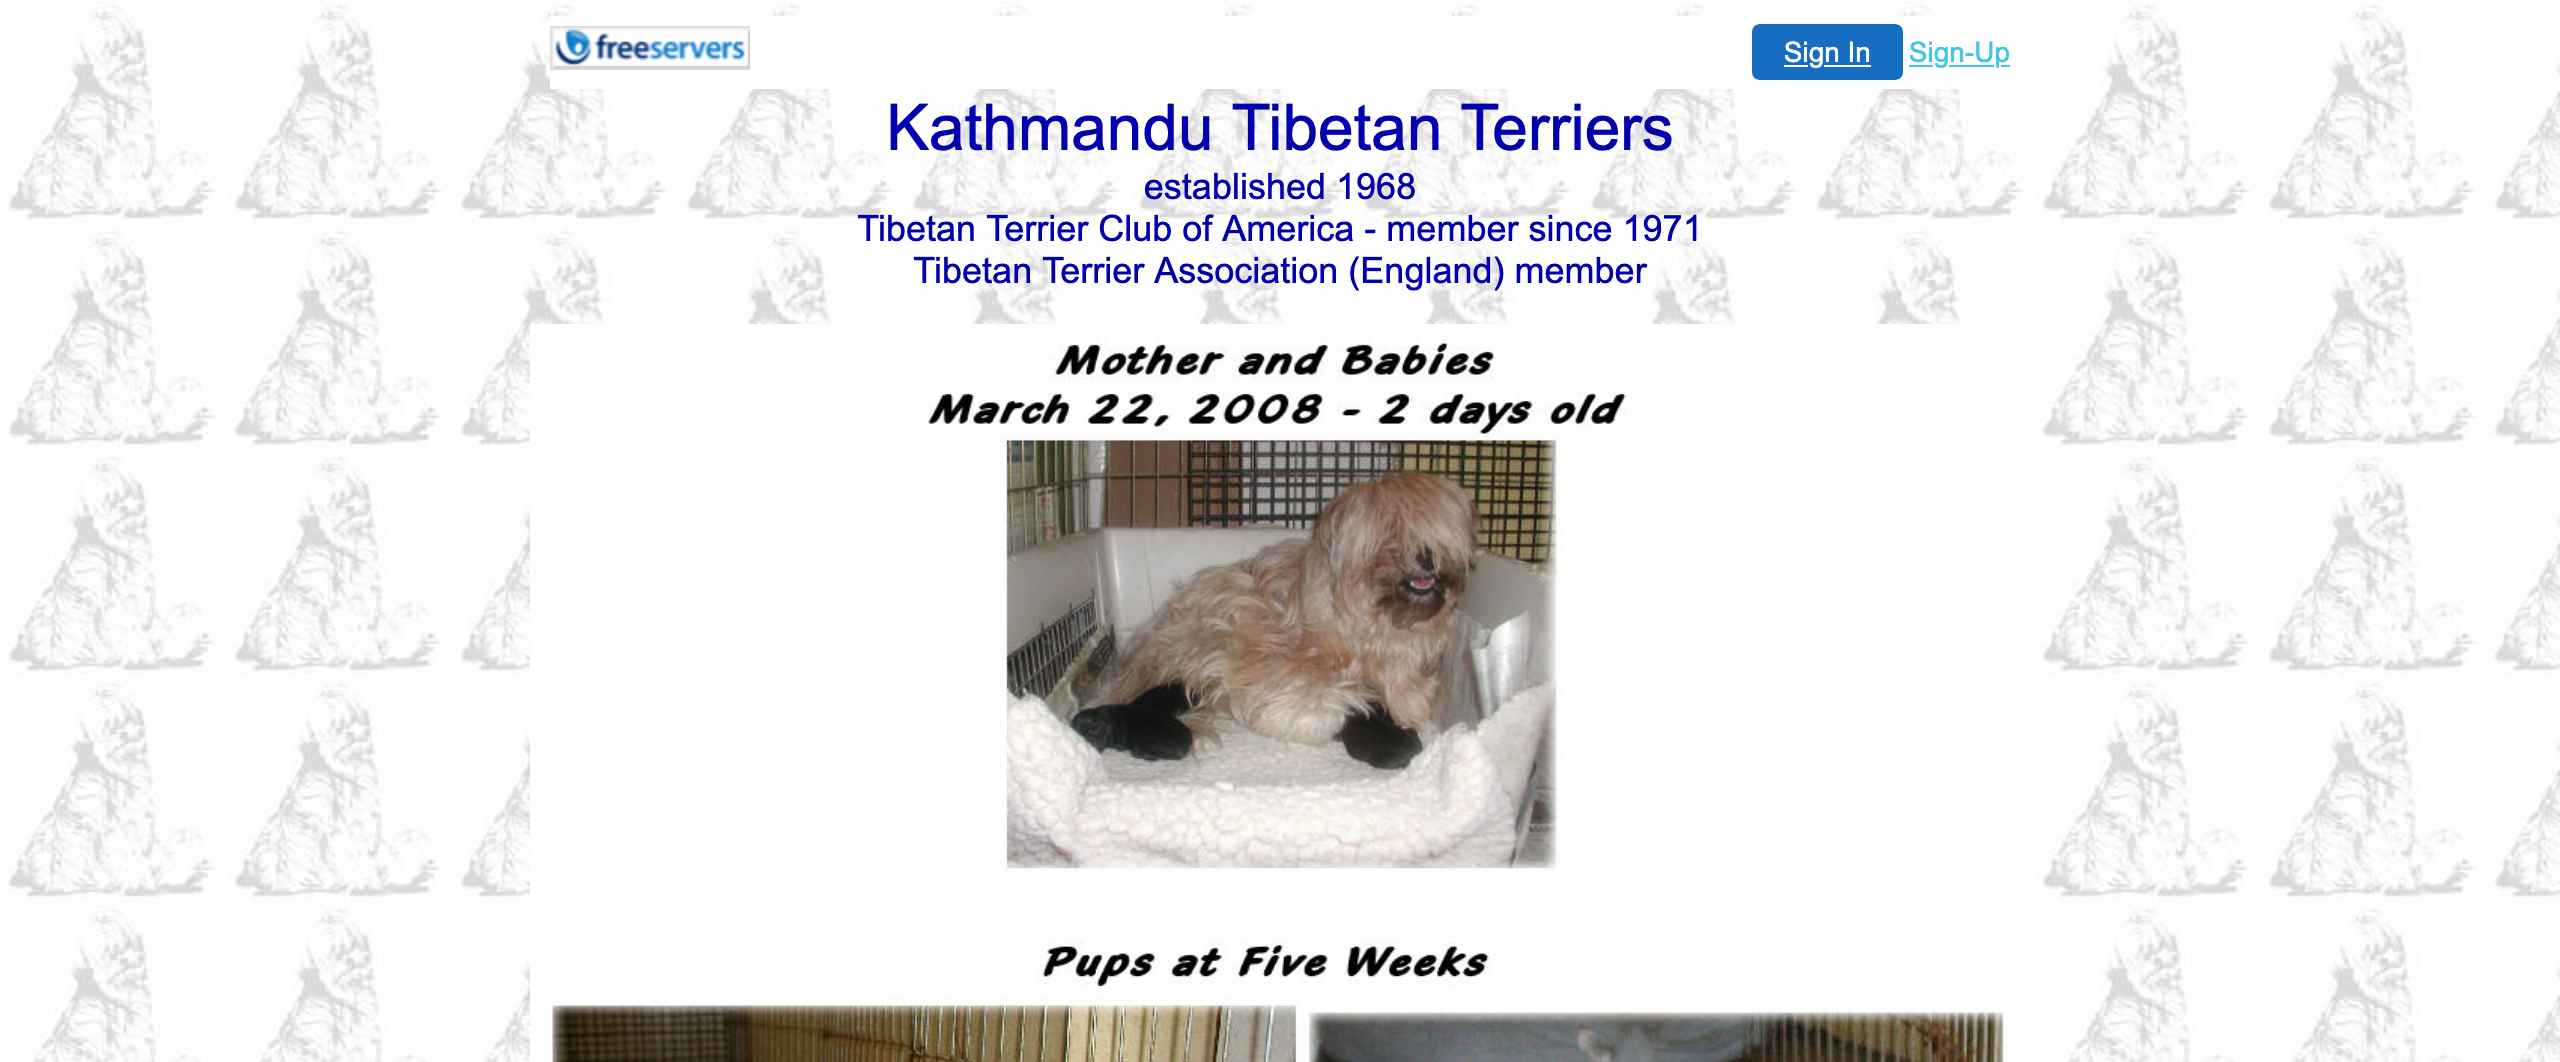 freeservers
Sign In Sign-Up
Kathmandu Tibetan Terriers
established 1968
Tibetan Terrier Club of America - member since 1971
Tibetan Terrier Association (England) member
Mother and Babies
March 22, 2008 - 2 days old
Pups at Five Weeks